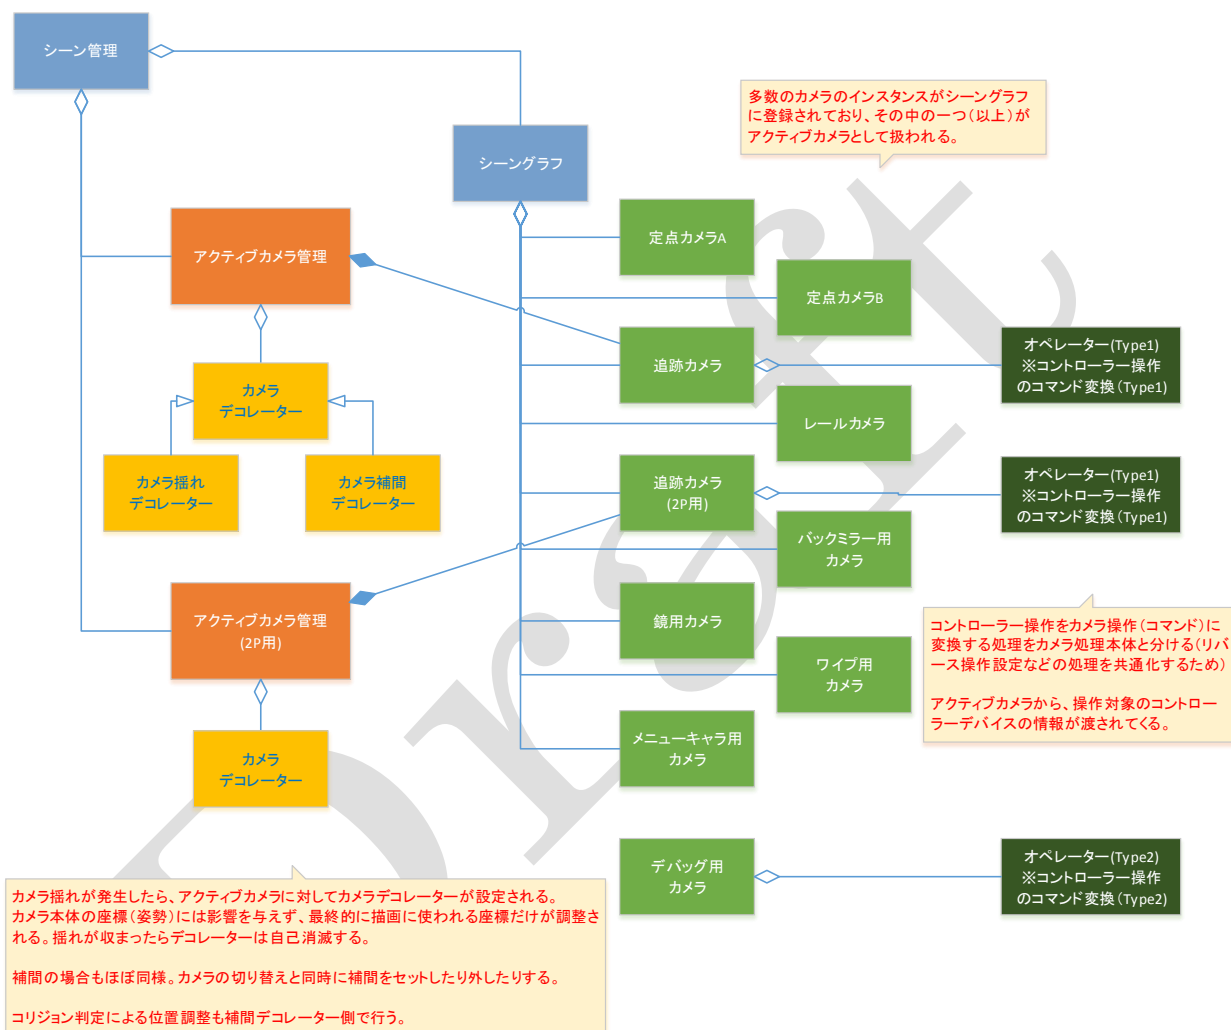 シーン管理
多数のカメラのインスタンスがシーングラフ
に登録されており、その中の一つ（以上）が
アクティブカメラとして扱われる。
シーングラフ
定点カメラA
アクティブカメラ管理
定点カメラB
追跡カメラ
オペレーター(Type1)
※コントローラー操作
のコマンド変換（Type1）
カメラ
デコレーター
レールカメラ
カメラ揺れ
デコレーター
カメラ補間
デコレーター
追跡カメラ
(2P用)
オペレーター(Type1)
※コントローラー操作
のコマンド変換（Type1）
バックミラー用
カメラ
アクティブカメラ管理
(2P用)
鏡用カメラ
コントローラー操作をカメラ操作（コマンド）に
変換する処理をカメラ処理本体と分ける（リバ
ース操作設定などの処理を共通化するため）
アクティブカメラから、操作対象のコントロー
ラーデバイスの情報が渡されてくる。
ワイプ用
カメラ
メニューキャラ用
カメラ
カメラ
デコレーター
デバッグ用
カメラ
オペレーター(Type2)
※コントローラー操作
のコマンド変換（Type2）
カメラ揺れが発生したら、アクティブカメラに対してカメラデコレーターが設定される。
カメラ本体の座標（姿勢）には影響を与えず、最終的に描画に使われる座標だけが調整さ
れる。揺れが収まったらデコレーターは自己消滅する。
補間の場合もほぼ同様。カメラの切り替えと同時に補間をセットしたり外したりする。
コリジョン判定による位置調整も補間デコレーター側で行う。
Draft